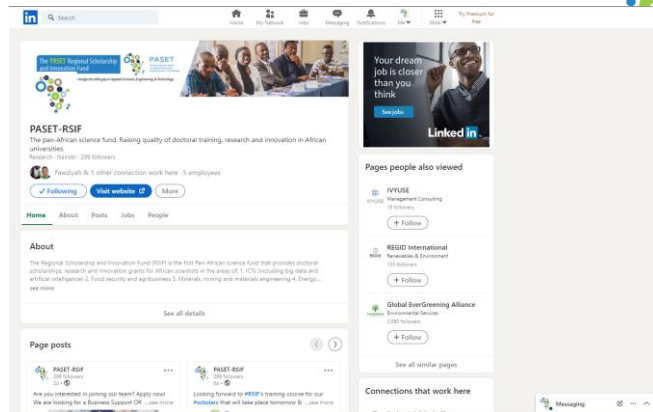 in Search
Home My Network Jobs Messaging Notifications Me Work Try Premium for
free
The PASET Regional Scholarship
and Innovation Fund
PASET
PASET-RSIF
The pan-African science fund. Raising quality of doctoral training, research and innovation in African
universities.
Research · Nairobi · 299 followers
Fawziyah & 1 other connection work here · 5 employees
Following
Visit website
More
Home About Posts Jobs People
About
The Regional Scholarship and Innovation Fund (RSIF) is the first Pan-African science fund that provides doctoral
scholarships, research and innovation grants for African scientists in the areas of: 1. ICTs (including big data and
artificial intelligence) 2. Food security and agribusiness 3. Minerals, mining and materials engineering 4. Energy...
see more
See all details
Page posts
PASET-RSIF
299 followers
2d
Are you interested in joining our team? Apply now!
We are looking for a Business Support Off ...see more
PASET-RSIF
299 followers
6d
Looking forward to #RSIF's training course for our
#scholars that will take place tomorrow & ...see more
Your dream
job is closer
than you
think
See jobs
Linked in
Pages people also viewed
IVYUSE
Management Consulting
+ Follow
REGID International
Renewables & Environment
+ Follow
Global EverGreening Alliance
Environmental Services
+ Follow
See all similar pages
Connections that work here
Messaging